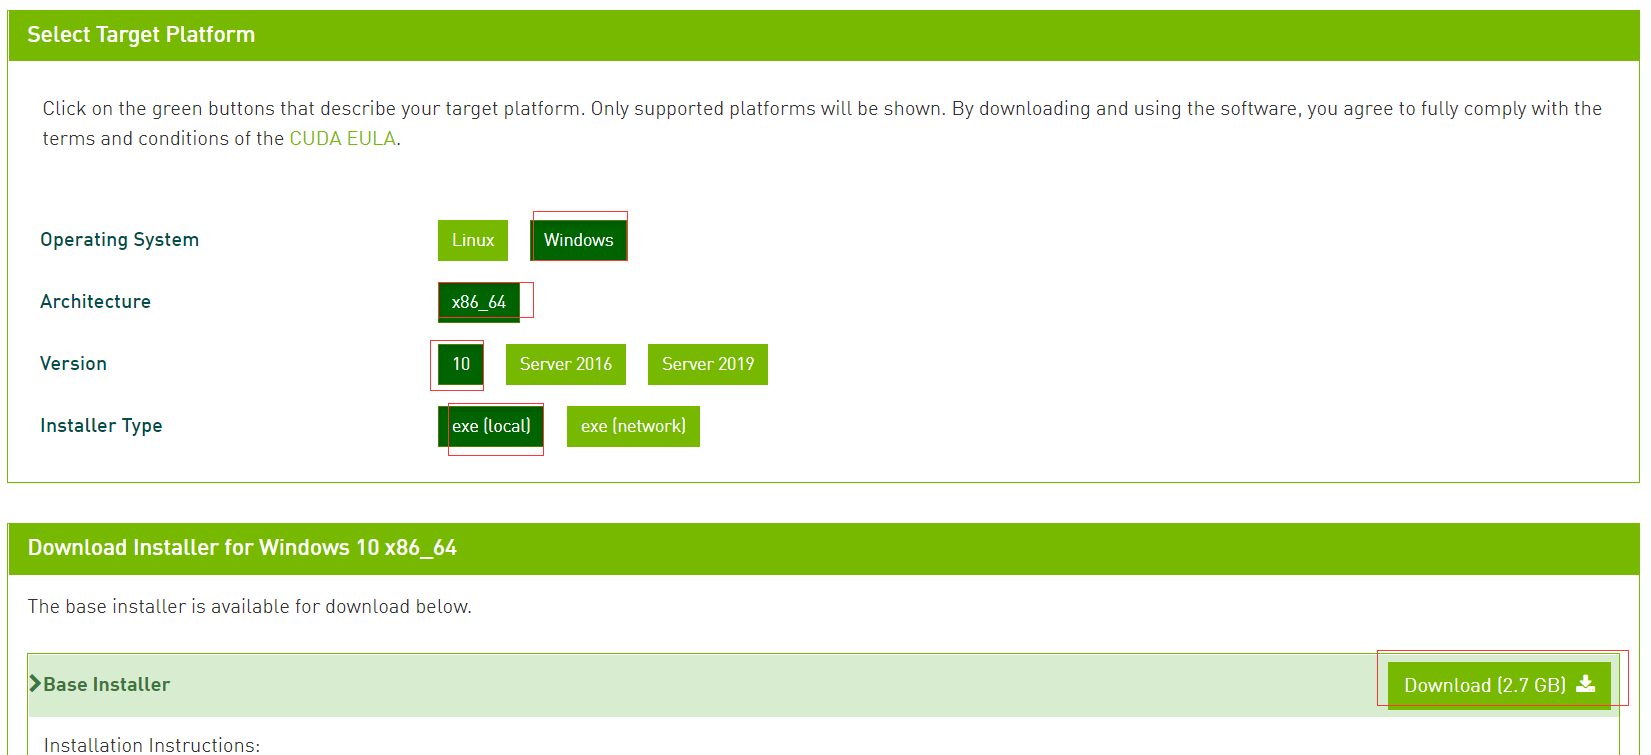 Select Target Platform
Click on the green buttons that describe your target platform. Only supported platforms will be shown. By downloading and using the software, you agree to fully comply with the
terms and conditions of the CUDA EULA.
Operating System Linux Windows
Architecture x86_64
Version 10 Server 2016 Server 2019
Installer Type exe (local) exe (network)
Download Installer for Windows 10 x86_64
The base installer is available for download below.
Base Installer Download (2.7 GB)
Installation Instructions: